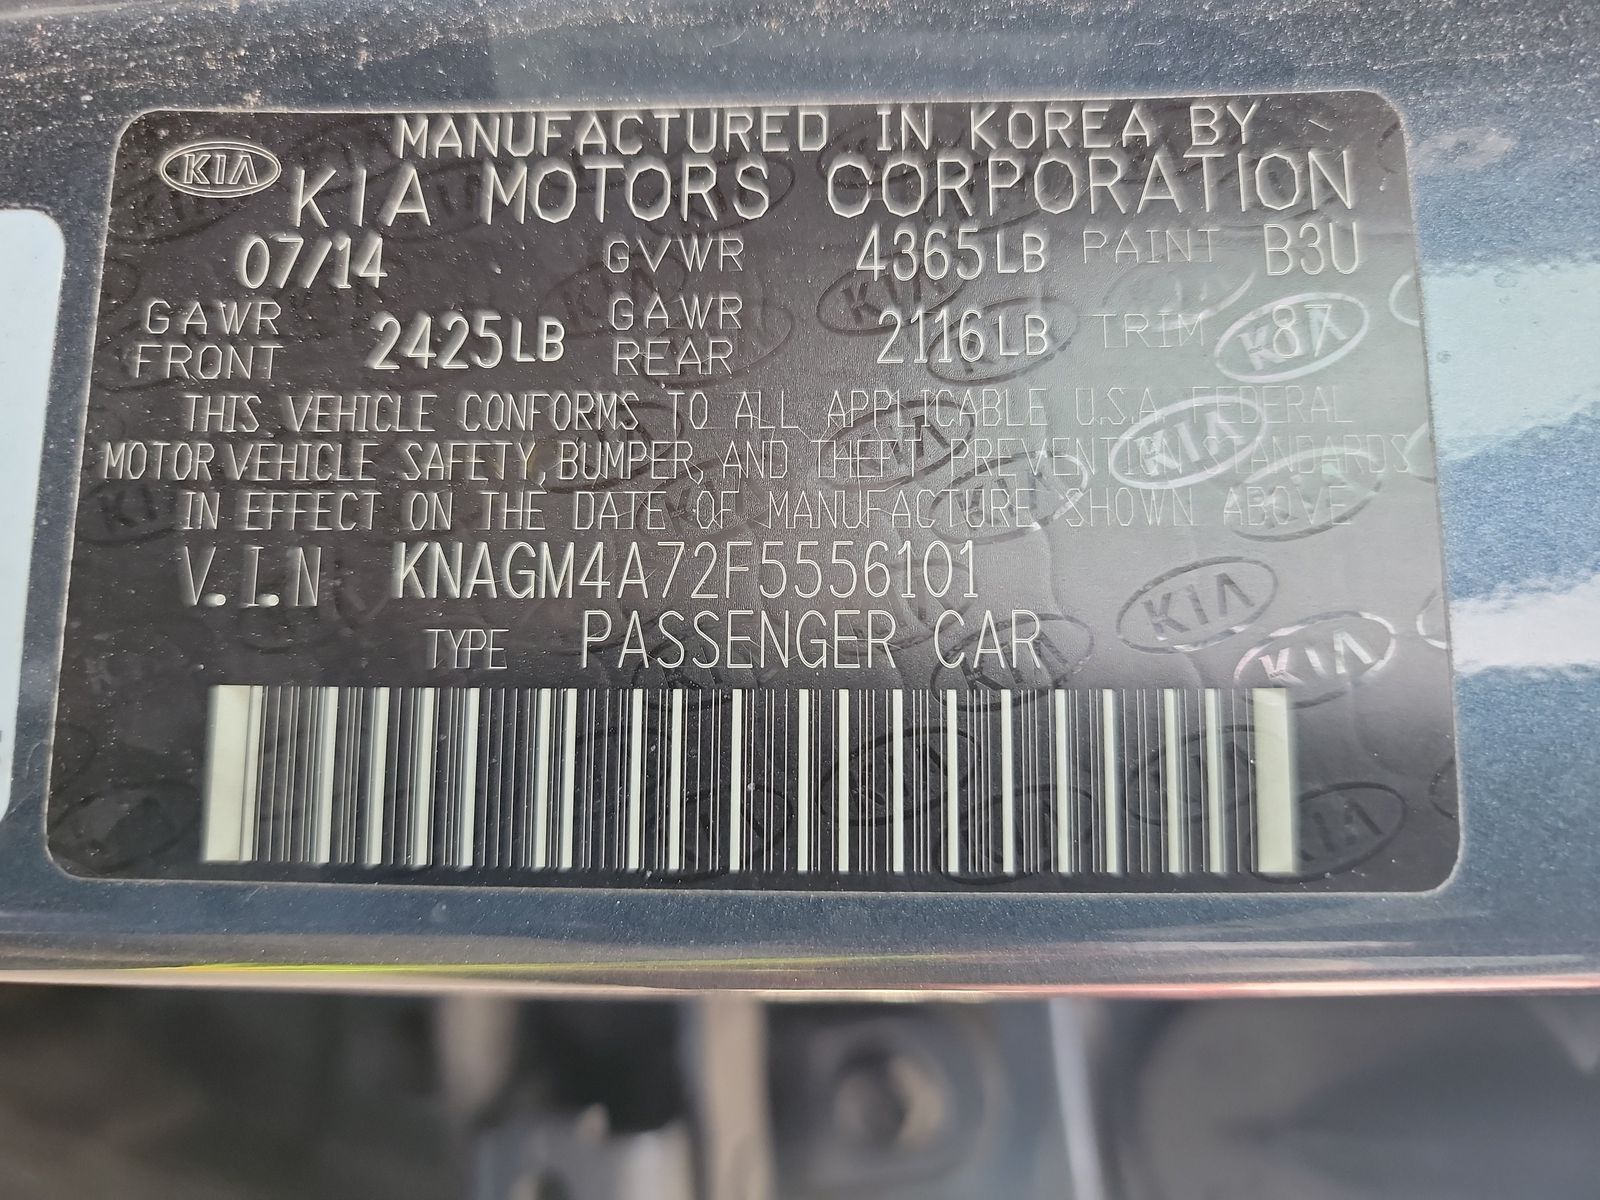 KIA
MANUFACTURED IN KOREA BY
KIA MOTORS CORPORATION
07/14 GVWR 4365LB PAINT B3U
GAWR FRONT 2425LB GAWR REAR 2116LB TRIM 87
THIS VEHICLE CONFORMS TO ALL APPLICABLE U.S.A. FEDERAL
MOTOR VEHICLE SAFETY, BUMPER, AND THEFT PREVENTION STANDARDS
IN EFFECT ON THE DATE OF MANUFACTURE SHOWN ABOVE
V.I.N KNAGM4A72F5556101
TYPE PASSENGER CAR